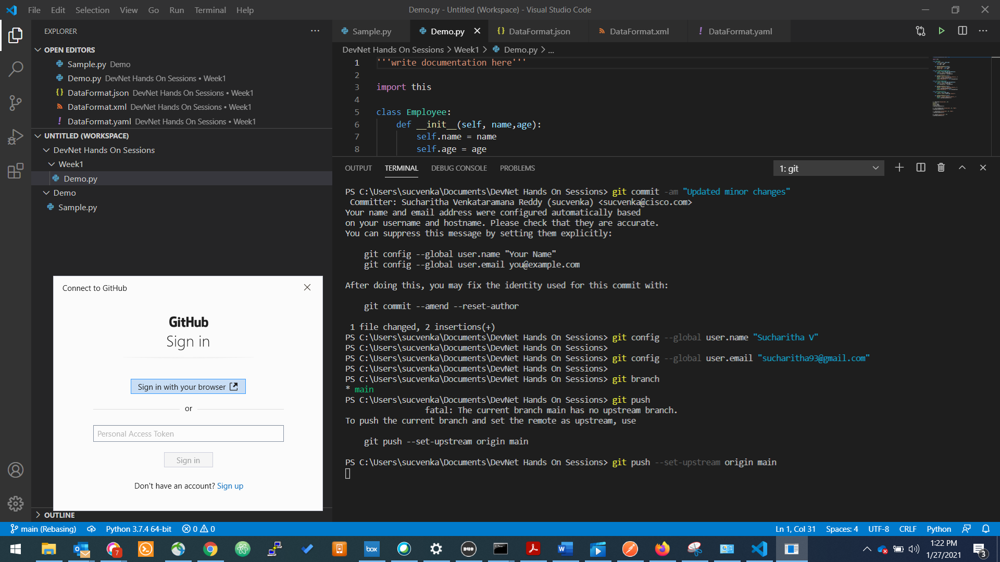 File Edit Selection View Go Run Terminal Help
Demo.py - Untitled (Workspace) - Visual Studio Code
EXPLORER
OPEN EDITORS
Sample.py Demo
Demo.py DevNet Hands On Sessions • Week1
DataFormat.json DevNet Hands On Sessions • Week1
DataFormat.xml DevNet Hands On Sessions • Week1
! DataFormat.yaml DevNet Hands On Sessions • Week1
UNTITLED (WORKSPACE)
DevNet Hands On Sessions
Week1
Demo.py
Demo
Sample.py
Connect to GitHub
GitHub
Sign in
Sign in with your browser
or
Personal Access Token
Sign in
Don't have an account? Sign up
OUTLINE
Sample.py
Demo.py
{} DataFormat.json
DataFormat.xml
! DataFormat.yaml
DevNet Hands On Sessions > Week1 > Demo.py > ...
1 '''write documentation here'''
2
3 import this
4
5 class Employee:
6 def __init__(self, name,age):
7 self.name = name
8 self.age = age
OUTPUT TERMINAL DEBUG CONSOLE PROBLEMS
1: git
PS C:\Users\sucvenka\Documents\DevNet Hands On Sessions> git commit -am "Updated minor changes"
Committer: Sucharitha Venkataramana Reddy (sucvenka) <sucvenka@cisco.com>
Your name and email address were configured automatically based
on your username and hostname. Please check that they are accurate.
You can suppress this message by setting them explicitly:
git config --global user.name "Your Name"
git config --global user.email you@example.com
After doing this, you may fix the identity used for this commit with:
git commit --amend --reset-author
1 file changed, 2 insertions(+)
PS C:\Users\sucvenka\Documents\DevNet Hands On Sessions> git config --global user.name "Sucharitha V"
PS C:\Users\sucvenka\Documents\DevNet Hands On Sessions>
PS C:\Users\sucvenka\Documents\DevNet Hands On Sessions> git config --global user.email "sucharitha93@gmail.com"
PS C:\Users\sucvenka\Documents\DevNet Hands On Sessions>
PS C:\Users\sucvenka\Documents\DevNet Hands On Sessions> git branch
* main
PS C:\Users\sucvenka\Documents\DevNet Hands On Sessions> git push
fatal: The current branch main has no upstream branch.
To push the current branch and set the remote as upstream, use
git push --set-upstream origin main
PS C:\Users\sucvenka\Documents\DevNet Hands On Sessions> git push --set-upstream origin main
main (Rebasing) Python 3.7.4 64-bit 0 0
Ln 1, Col 31 Spaces: 4 UTF-8 CRLF Python
7
box
DUO
1:22 PM
1/27/2021
3